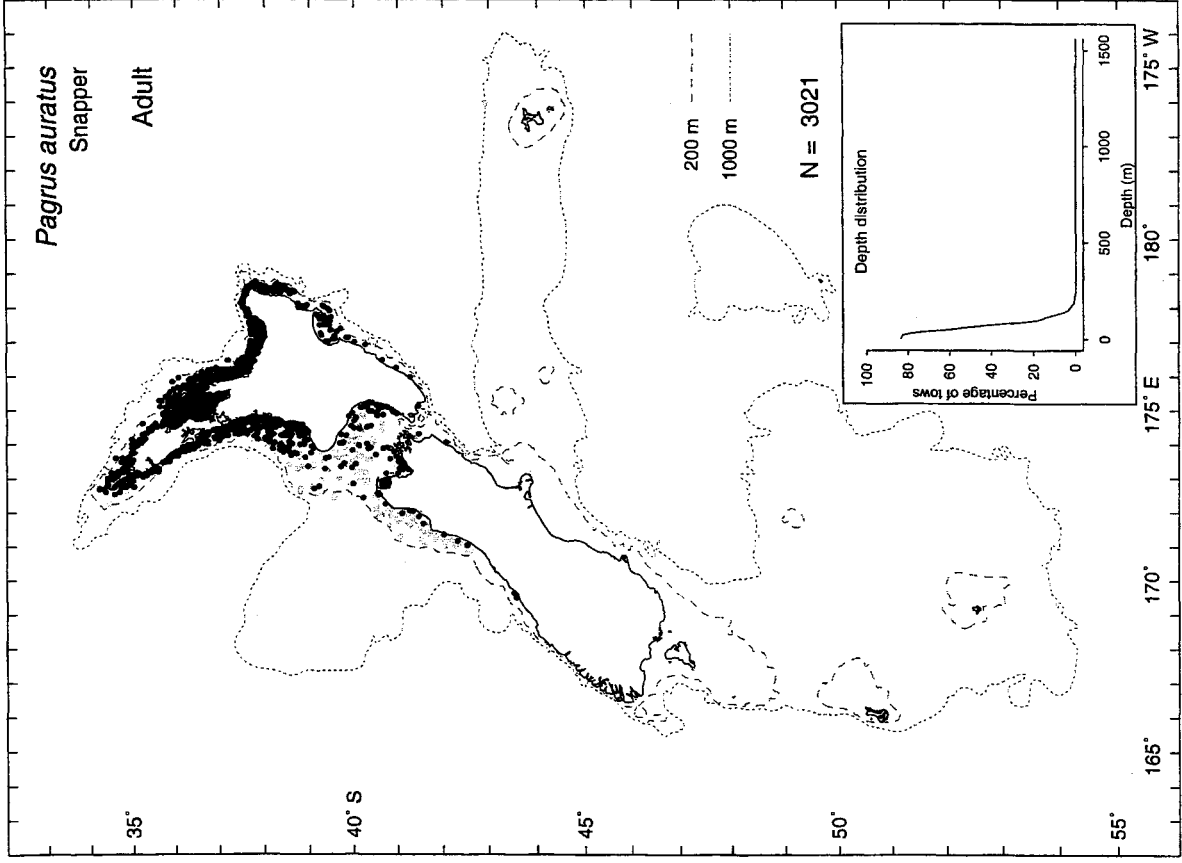 Pagrus auratus
Snapper
Adult
200 m
1000 m
N = 3021
Depth distribution
Percentage of tows
100
80
60
40
20
0
0
500
1000
1500
Depth (m)
35°
40° S
45°
50°
55°
165°
170°
175° E
180°
175° W